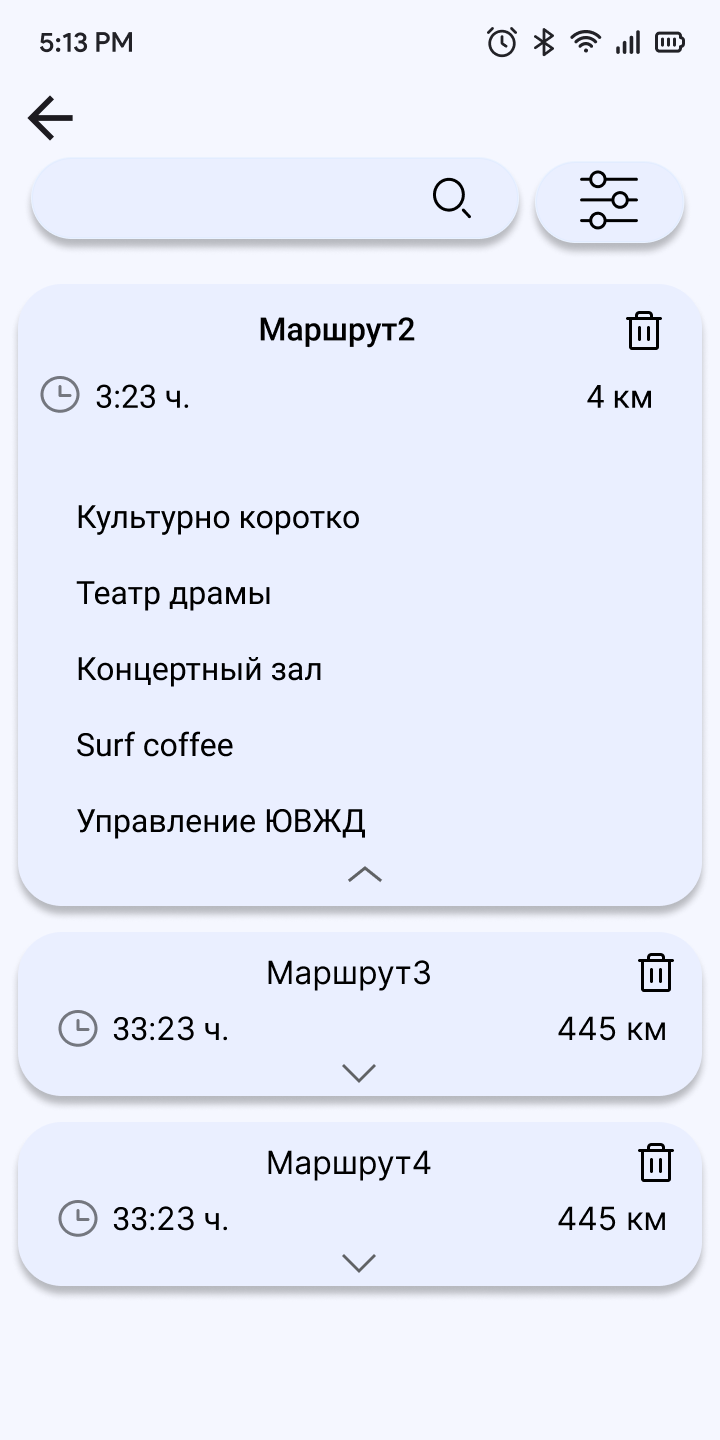 5:13 PM
Маршрут2
3:23 ч.
4 км
Культурно коротко
Театр драмы
Концертный зал
Surf coffee
Управление ЮВЖД
Маршрут3
33:23 ч.
445 км
Маршрут4
33:23 ч.
445 км